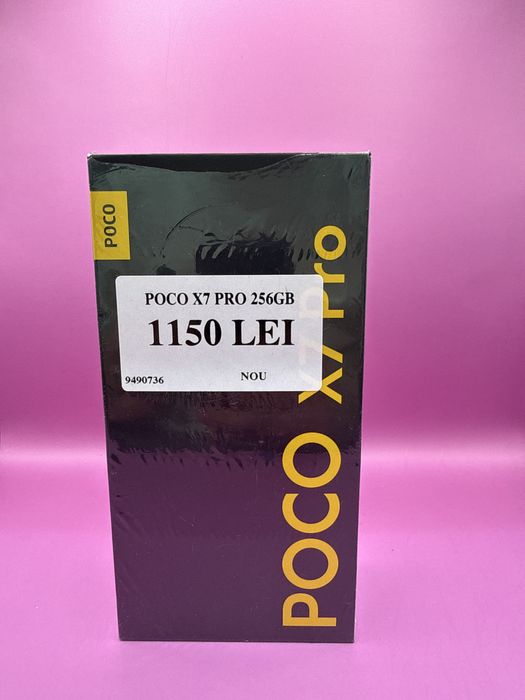 POCO
POCO X7 PRO 256GB
1150 LEI
9490736 NOU
POCO X7 Pro